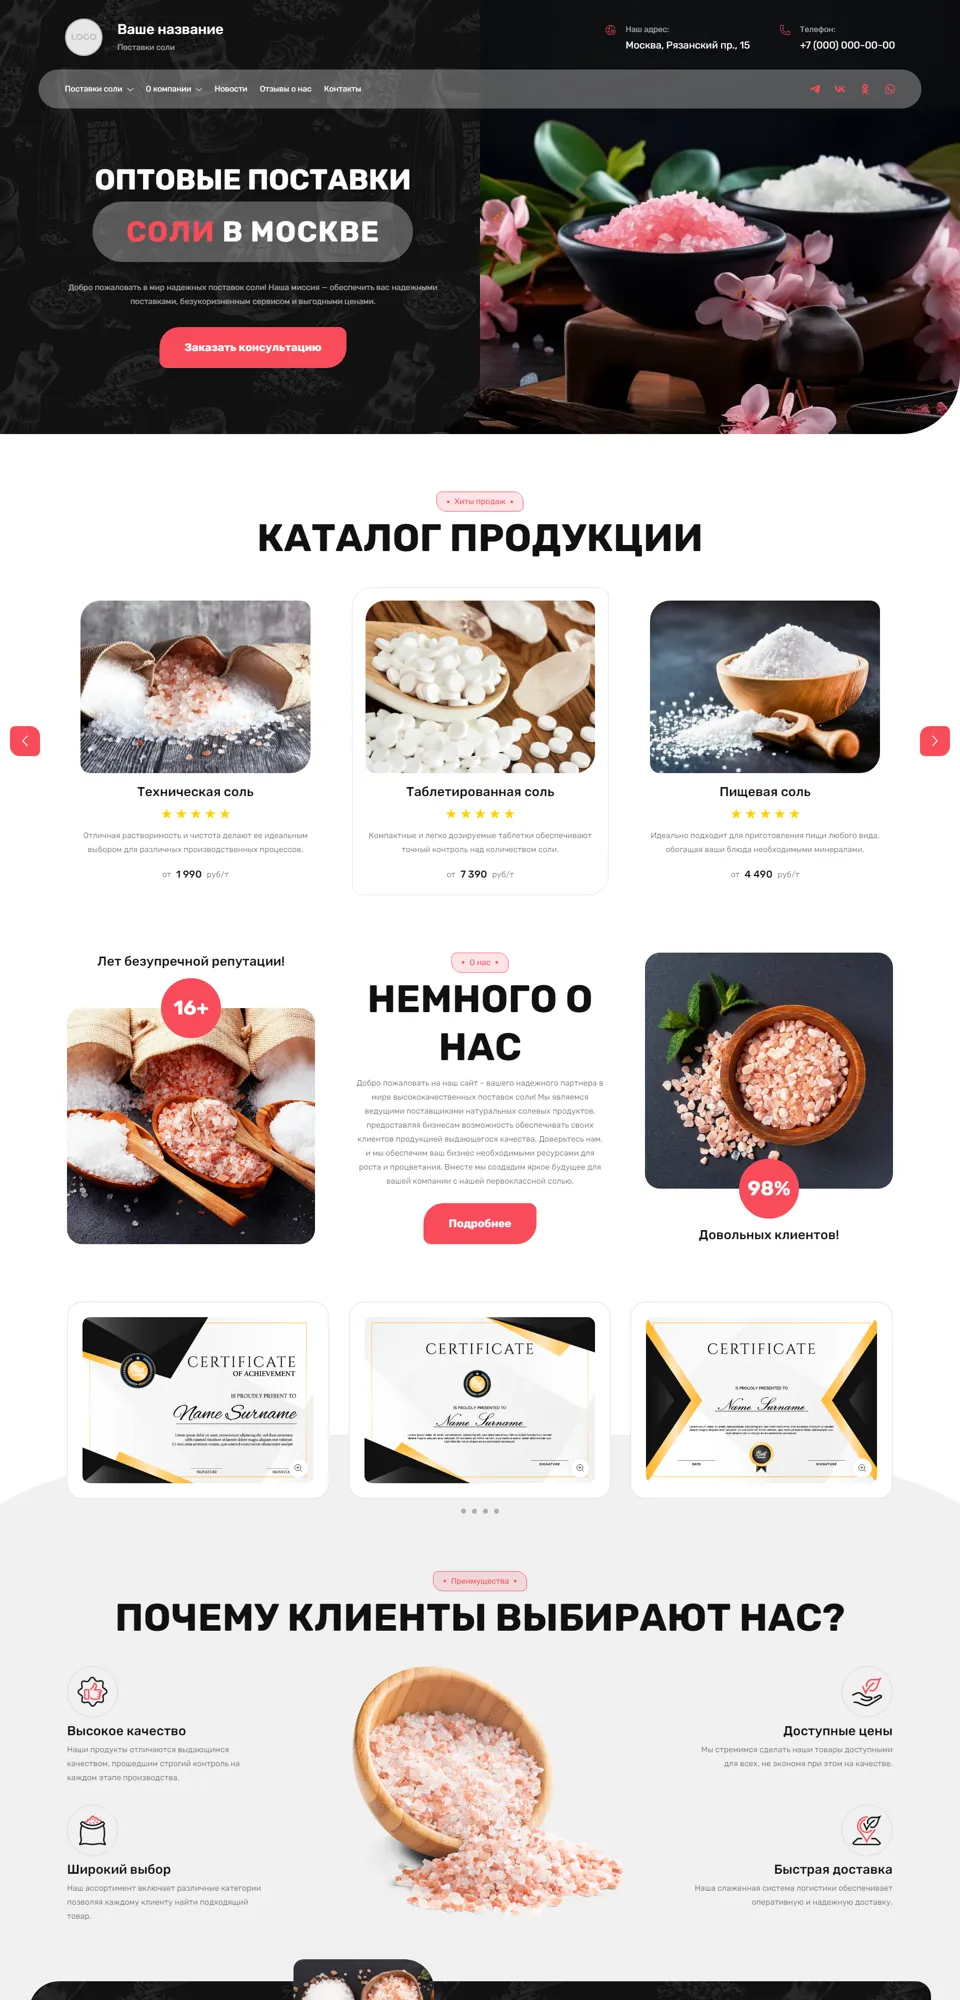 LOGO
Ваше название
Поставки соли
Наш адрес:
Москва, Рязанский пр., 15
Телефон:
+7 (000) 000-00-00
Поставки соли
О компании
Новости
Отзывы о нас
Контакты
ОПТОВЫЕ ПОСТАВКИ
СОЛИ В МОСКВЕ
Добро пожаловать в мир надежных поставок соли! Наша миссия — обеспечить вас надежными
поставками, безукоризненным сервисом и выгодными ценами.
Заказать консультацию
• Хиты продаж •
КАТАЛОГ ПРОДУКЦИИ
Техническая соль
Отличная растворимость и чистота делают ее идеальным
выбором для различных производственных процессов.
от 1 990 руб/т
Таблетированная соль
Компактные и легко дозируемые таблетки обеспечивают
точный контроль над количеством соли.
от 7 390 руб/т
Пищевая соль
Идеально подходит для приготовления пищи любого вида,
обогащая ваши блюда необходимыми минералами.
от 4 490 руб/т
Лет безупречной репутации!
16+
• О нас •
НЕМНОГО О
НАС
Добро пожаловать на наш сайт – вашего надежного партнера в
мире высококачественных поставок соли! Мы являемся
ведущими поставщиками натуральных солевых продуктов,
предоставляя бизнесам возможность обеспечивать своих
клиентов продукцией выдающегося качества. Доверьтесь нам,
и мы обеспечим ваш бизнес необходимыми ресурсами для
роста и процветания. Вместе мы создадим яркое будущее для
вашей компании с нашей первоклассной солью.
Подробнее
98%
Довольных клиентов!
CERTIFICATE
OF ACHIEVEMENT
IS PROUDLY PRESENT TO
Name Surname
SIGNATURE
CERTIFICATE
IS PROUDLY PRESENTED TO
Name Surname
SIGNATURE
CERTIFICATE
IS PROUDLY PRESENTED TO
Name Surname
DATE
SIGNATURE
• Преимущества •
ПОЧЕМУ КЛИЕНТЫ ВЫБИРАЮТ НАС?
Высокое качество
Наши продукты отличаются выдающимся
качеством, прошедшим строгий контроль на
каждом этапе производства.
Доступные цены
Мы стремимся сделать наши товары доступными
для всех, не экономя при этом на качестве.
Широкий выбор
Наш ассортимент включает различные категории
позволяя каждому клиенту найти подходящий
товар.
Быстрая доставка
Наша слаженная система логистики обеспечивает
оперативную и надежную доставку.